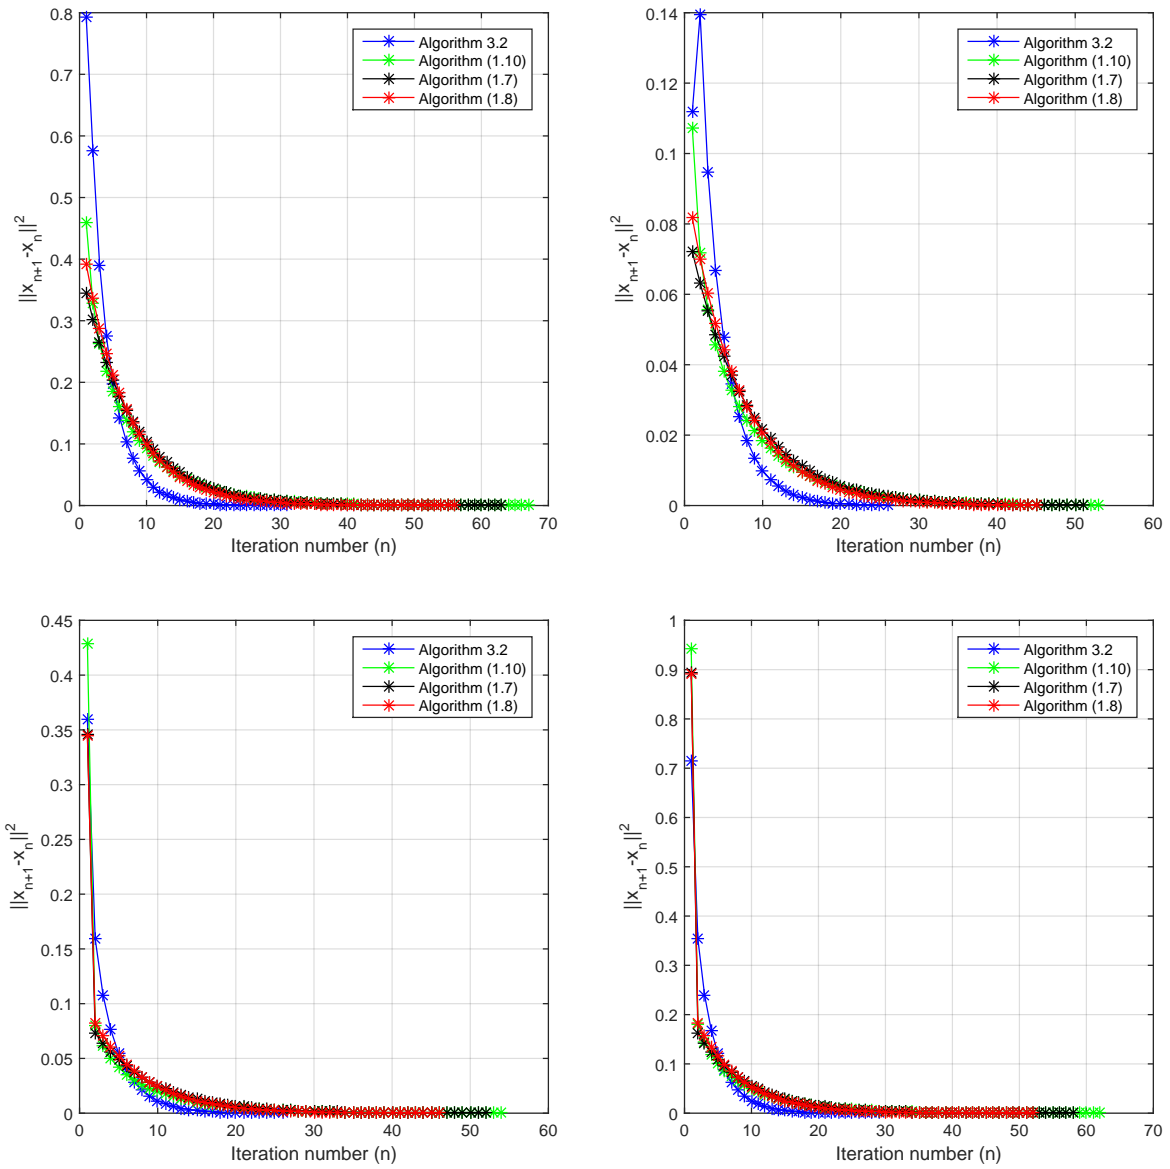 0.8
0.7
0.6
0.5
0.4
0.3
0.2
0.1
0
||x_{n+1}-x_n||^2
0 10 20 30 40 50 60 70
Iteration number (n)
Algorithm 3.2
Algorithm (1.10)
Algorithm (1.7)
Algorithm (1.8)
0.14
0.12
0.1
0.08
0.06
0.04
0.02
0
||x_{n+1}-x_n||^2
0 10 20 30 40 50 60
Iteration number (n)
Algorithm 3.2
Algorithm (1.10)
Algorithm (1.7)
Algorithm (1.8)
0.45
0.4
0.35
0.3
0.25
0.2
0.15
0.1
0.05
0
||x_{n+1}-x_n||^2
0 10 20 30 40 50 60
Iteration number (n)
Algorithm 3.2
Algorithm (1.10)
Algorithm (1.7)
Algorithm (1.8)
1
0.9
0.8
0.7
0.6
0.5
0.4
0.3
0.2
0.1
0
||x_{n+1}-x_n||^2
0 10 20 30 40 50 60 70
Iteration number (n)
Algorithm 3.2
Algorithm (1.10)
Algorithm (1.7)
Algorithm (1.8)